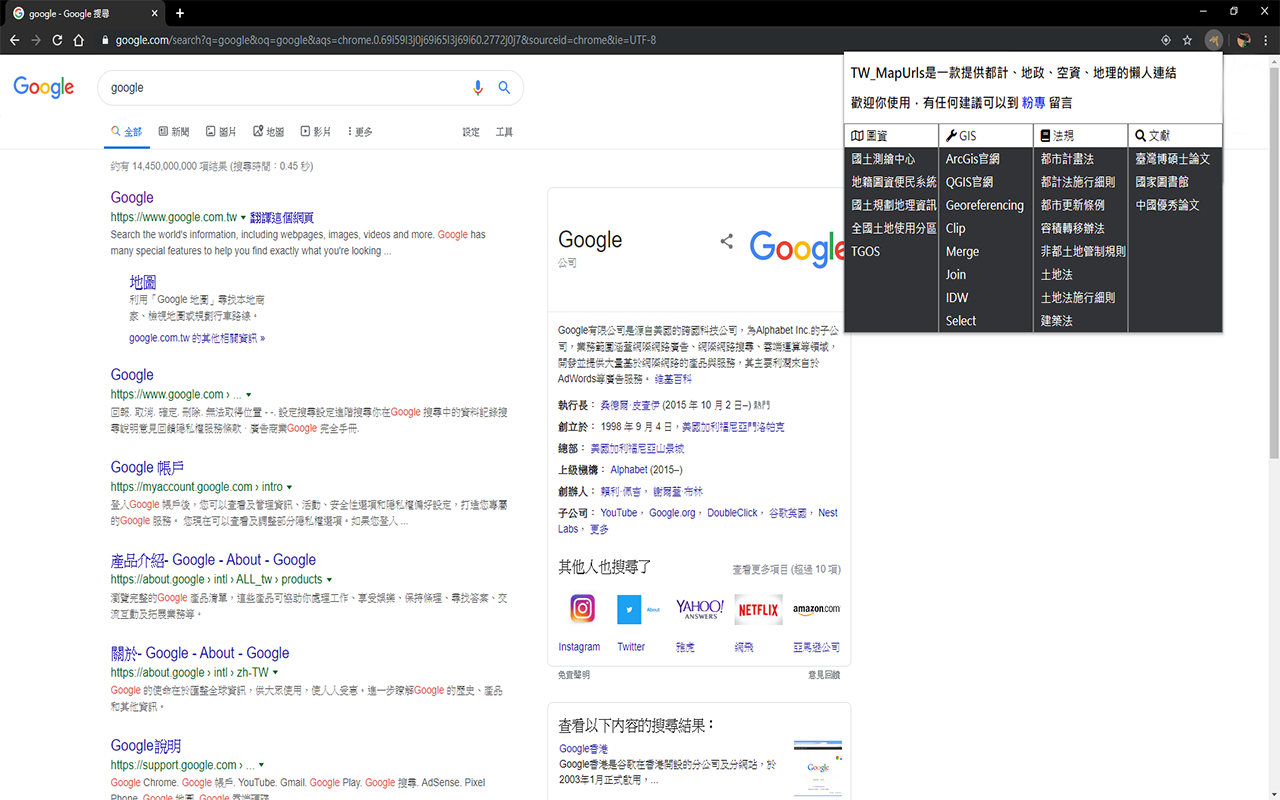 google - Google 搜尋
google.com/search?q=google&oq=google&aqs=chrome.0.69i59l3j0j69i65l3j69i60.2772j0j7&sourceid=chrome&ie=UTF-8
Google
google
全部 新聞 圖片 地圖 影片 更多 設定 工具
約有 14,450,000,000 項結果 (搜尋時間：0.45 秒)
Google
https://www.google.com.tw 翻譯這個網頁
Search the world's information, including webpages, images, videos and more. Google has
many special features to help you find exactly what you're looking ...
地圖
利用「Google 地圖」尋找本地商
家、檢視地圖或規劃行車路線。
google.com.tw 的其他相關資訊 »
Google
https://www.google.com › ...
回報. 取消. 確定. 刪除. 無法取得位置 - -. 設定搜尋設定進階搜尋你在Google 搜尋中的資料記錄搜
尋說明意見回饋隱私權服務條款 · 廣告商業Google 完全手冊.
Google 帳戶
https://myaccount.google.com › intro
登入Google 帳戶後，您可以查看及管理資訊、活動、安全性選項和隱私權偏好設定，打造您專屬
的Google 服務。 您現在可以查看及調整部分隱私權選項。如果您登入 ...
產品介紹- Google - About - Google
https://about.google › intl › ALL_tw › products
瀏覽完整的Google 產品清單，這些產品可協助你處理工作、享受娛樂、保持條理、尋找答案、交
流互動及拓展業務等。
關於- Google - About - Google
https://about.google › intl › zh-TW
Google 的使命在於匯整全球資訊，供大眾使用，使人人受惠。進一步瞭解Google 的歷史、產品
和其他資訊。
Google說明
https://support.google.com › ...
Google Chrome. Google 帳戶. YouTube. Gmail. Google Play. Google 搜尋. AdSense. Pixel
Phone. Google 地圖. Google 雲端硬碟.
Google
公司
Google
Google有限公司是源自美國的跨國科技公司，為Alphabet Inc.的子公
司，業務範圍涵蓋網際網路廣告、網際網路搜尋、雲端運算等領域，
開發並提供大量基於網際網路的產品與服務，其主要利潤來自於
AdWords等廣告服務。 維基百科
執行長： 桑德爾·皮查伊 (2015 年 10 月 2 日–) 熱門
創立於： 1998 年 9 月 4 日，美國加利福尼亞門洛帕克
總部： 美國加利福尼亞山景城
上級機構： Alphabet (2015–)
創辦人： 賴利·佩吉， 謝爾蓋·布林
子公司： YouTube， Google.org， DoubleClick， 谷歌英國， Nest
Labs， 更多
其他人也搜尋了 查看更多項目 (超過 10 項)
About YAHOO! ANSWERS NETFLIX amazon.com
Instagram Twitter 雅虎 網飛 亞馬遜公司
免責聲明 意見回饋
查看以下內容的搜尋結果：
Google香港
Google香港是谷歌在香港開設的分公司及分網站，於
2003年1月正式啟用，...
Google
TW_MapUrls是一款提供都計、地政、空資、地理的懶人連結
歡迎你使用，有任何建議可以到 粉專 留言
圖資 GIS 法規 文獻
國土測繪中心 ArcGis官網 都市計畫法 臺灣博碩士論文
地籍圖資便民系統 QGIS官網 都計法施行細則 國家圖書館
國土規劃地理資訊 Georeferencing 都市更新條例 中國優秀論文
全國土地使用分區 Clip 容積轉移辦法
TGOS Merge 非都土地管制規則
Join 土地法
IDW 土地法施行細則
Select 建築法